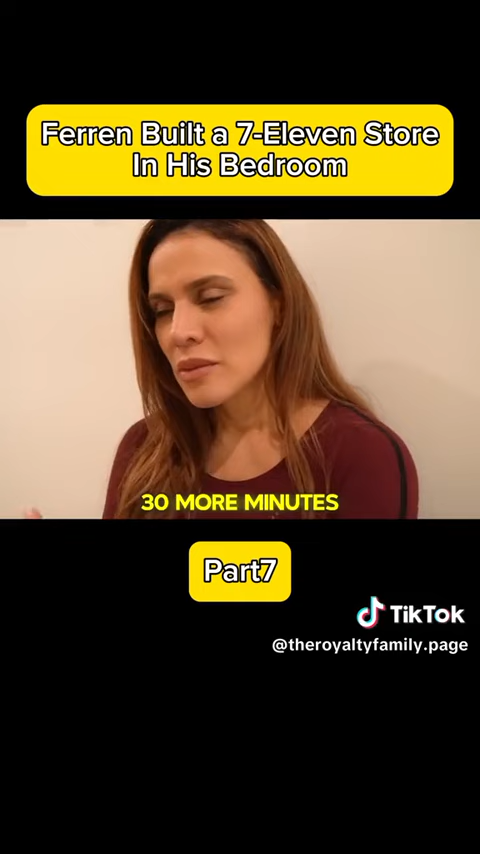 Ferren Built a 7-Eleven Store
In His Bedroom
30 MORE MINUTES
Part7
TikTok
@theroyaltyfamily.page